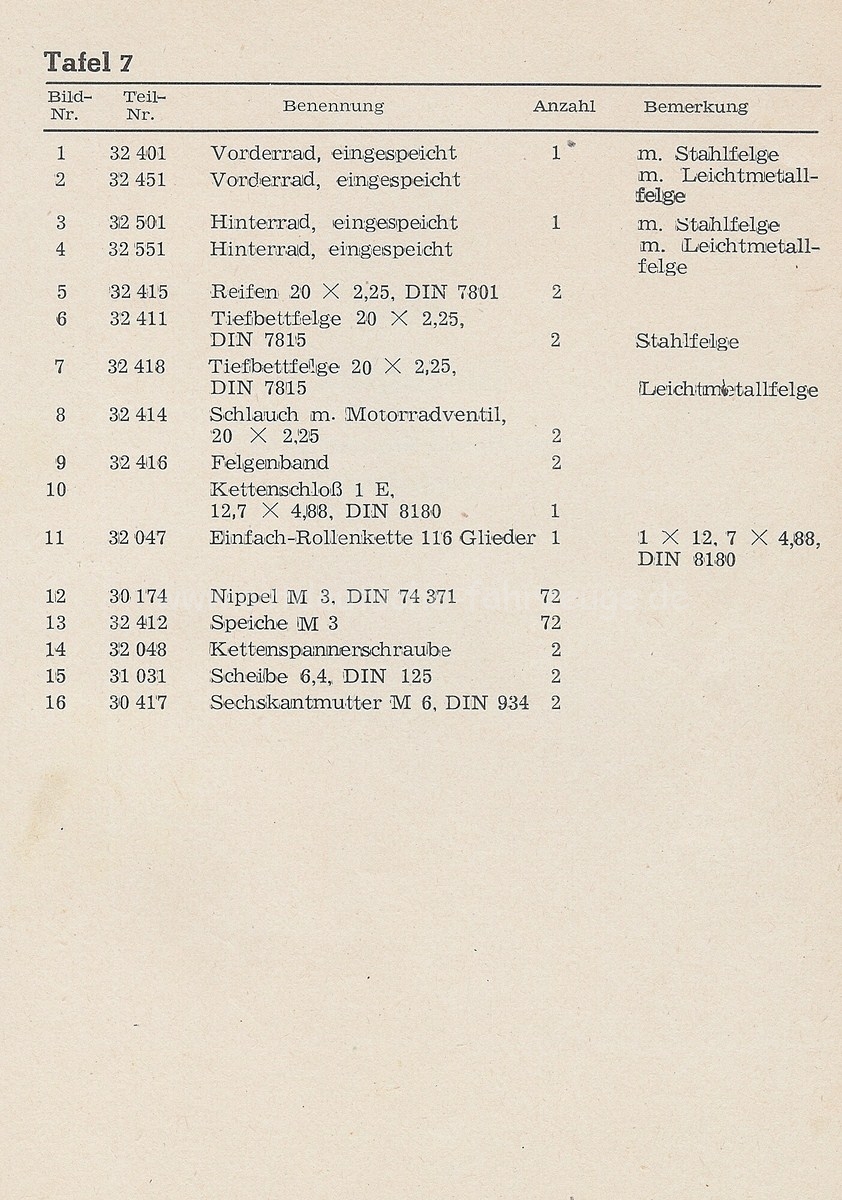 Tafel 7
Bild-Nr. Teil-Nr. Benennung Anzahl Bemerkung
1 32 401 Vorderrad, eingespeicht 1 m. Stahlfelge
2 32 451 Vorderrad, eingespeicht m. Leichtmetall-
felge
3 32 501 Hinterrad, eingespeicht 1 m. Stahlfelge
4 32 551 Hinterrad, eingespeicht m. Leichtmetall-
felge
5 32 415 Reifen 20 × 2,25, DIN 7801 2
6 32 411 Tiefbettfelge 20 × 2,25,
DIN 7815 2 Stahlfelge
7 32 418 Tiefbettfelge 20 × 2,25,
DIN 7815 Leichtmetallfelge
8 32 414 Schlauch m. Motorradventil,
20 × 2,25 2
9 32 416 Felgenband 2
10 Kettenschloß 1 E,
12,7 × 4,88, DIN 8180 1
11 32 047 Einfach-Rollenkette 116 Glieder 1 1 × 12,7 × 4,88,
DIN 8180
12 30 174 Nippel M 3, DIN 74 371 72
13 32 412 Speiche M 3 72
14 32 048 Kettenspannerschraube 2
15 31 031 Scheibe 6,4, DIN 125 2
16 30 417 Sechskantmutter M 6, DIN 934 2